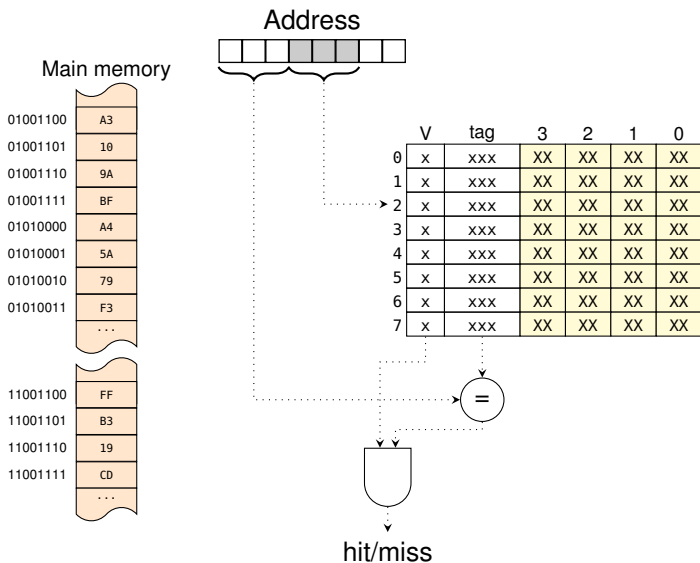 Address
Main memory
01001100 A3
01001101 10
01001110 9A
01001111 BF
01010000 A4
01010001 5A
01010010 79
01010011 F3
...
11001100 FF
11001101 B3
11001110 19
11001111 CD
...
V tag 3 2 1 0
0 x xxx XX XX XX XX
1 x xxx XX XX XX XX
2 x xxx XX XX XX XX
3 x xxx XX XX XX XX
4 x xxx XX XX XX XX
5 x xxx XX XX XX XX
6 x xxx XX XX XX XX
7 x xxx XX XX XX XX
=
hit/miss